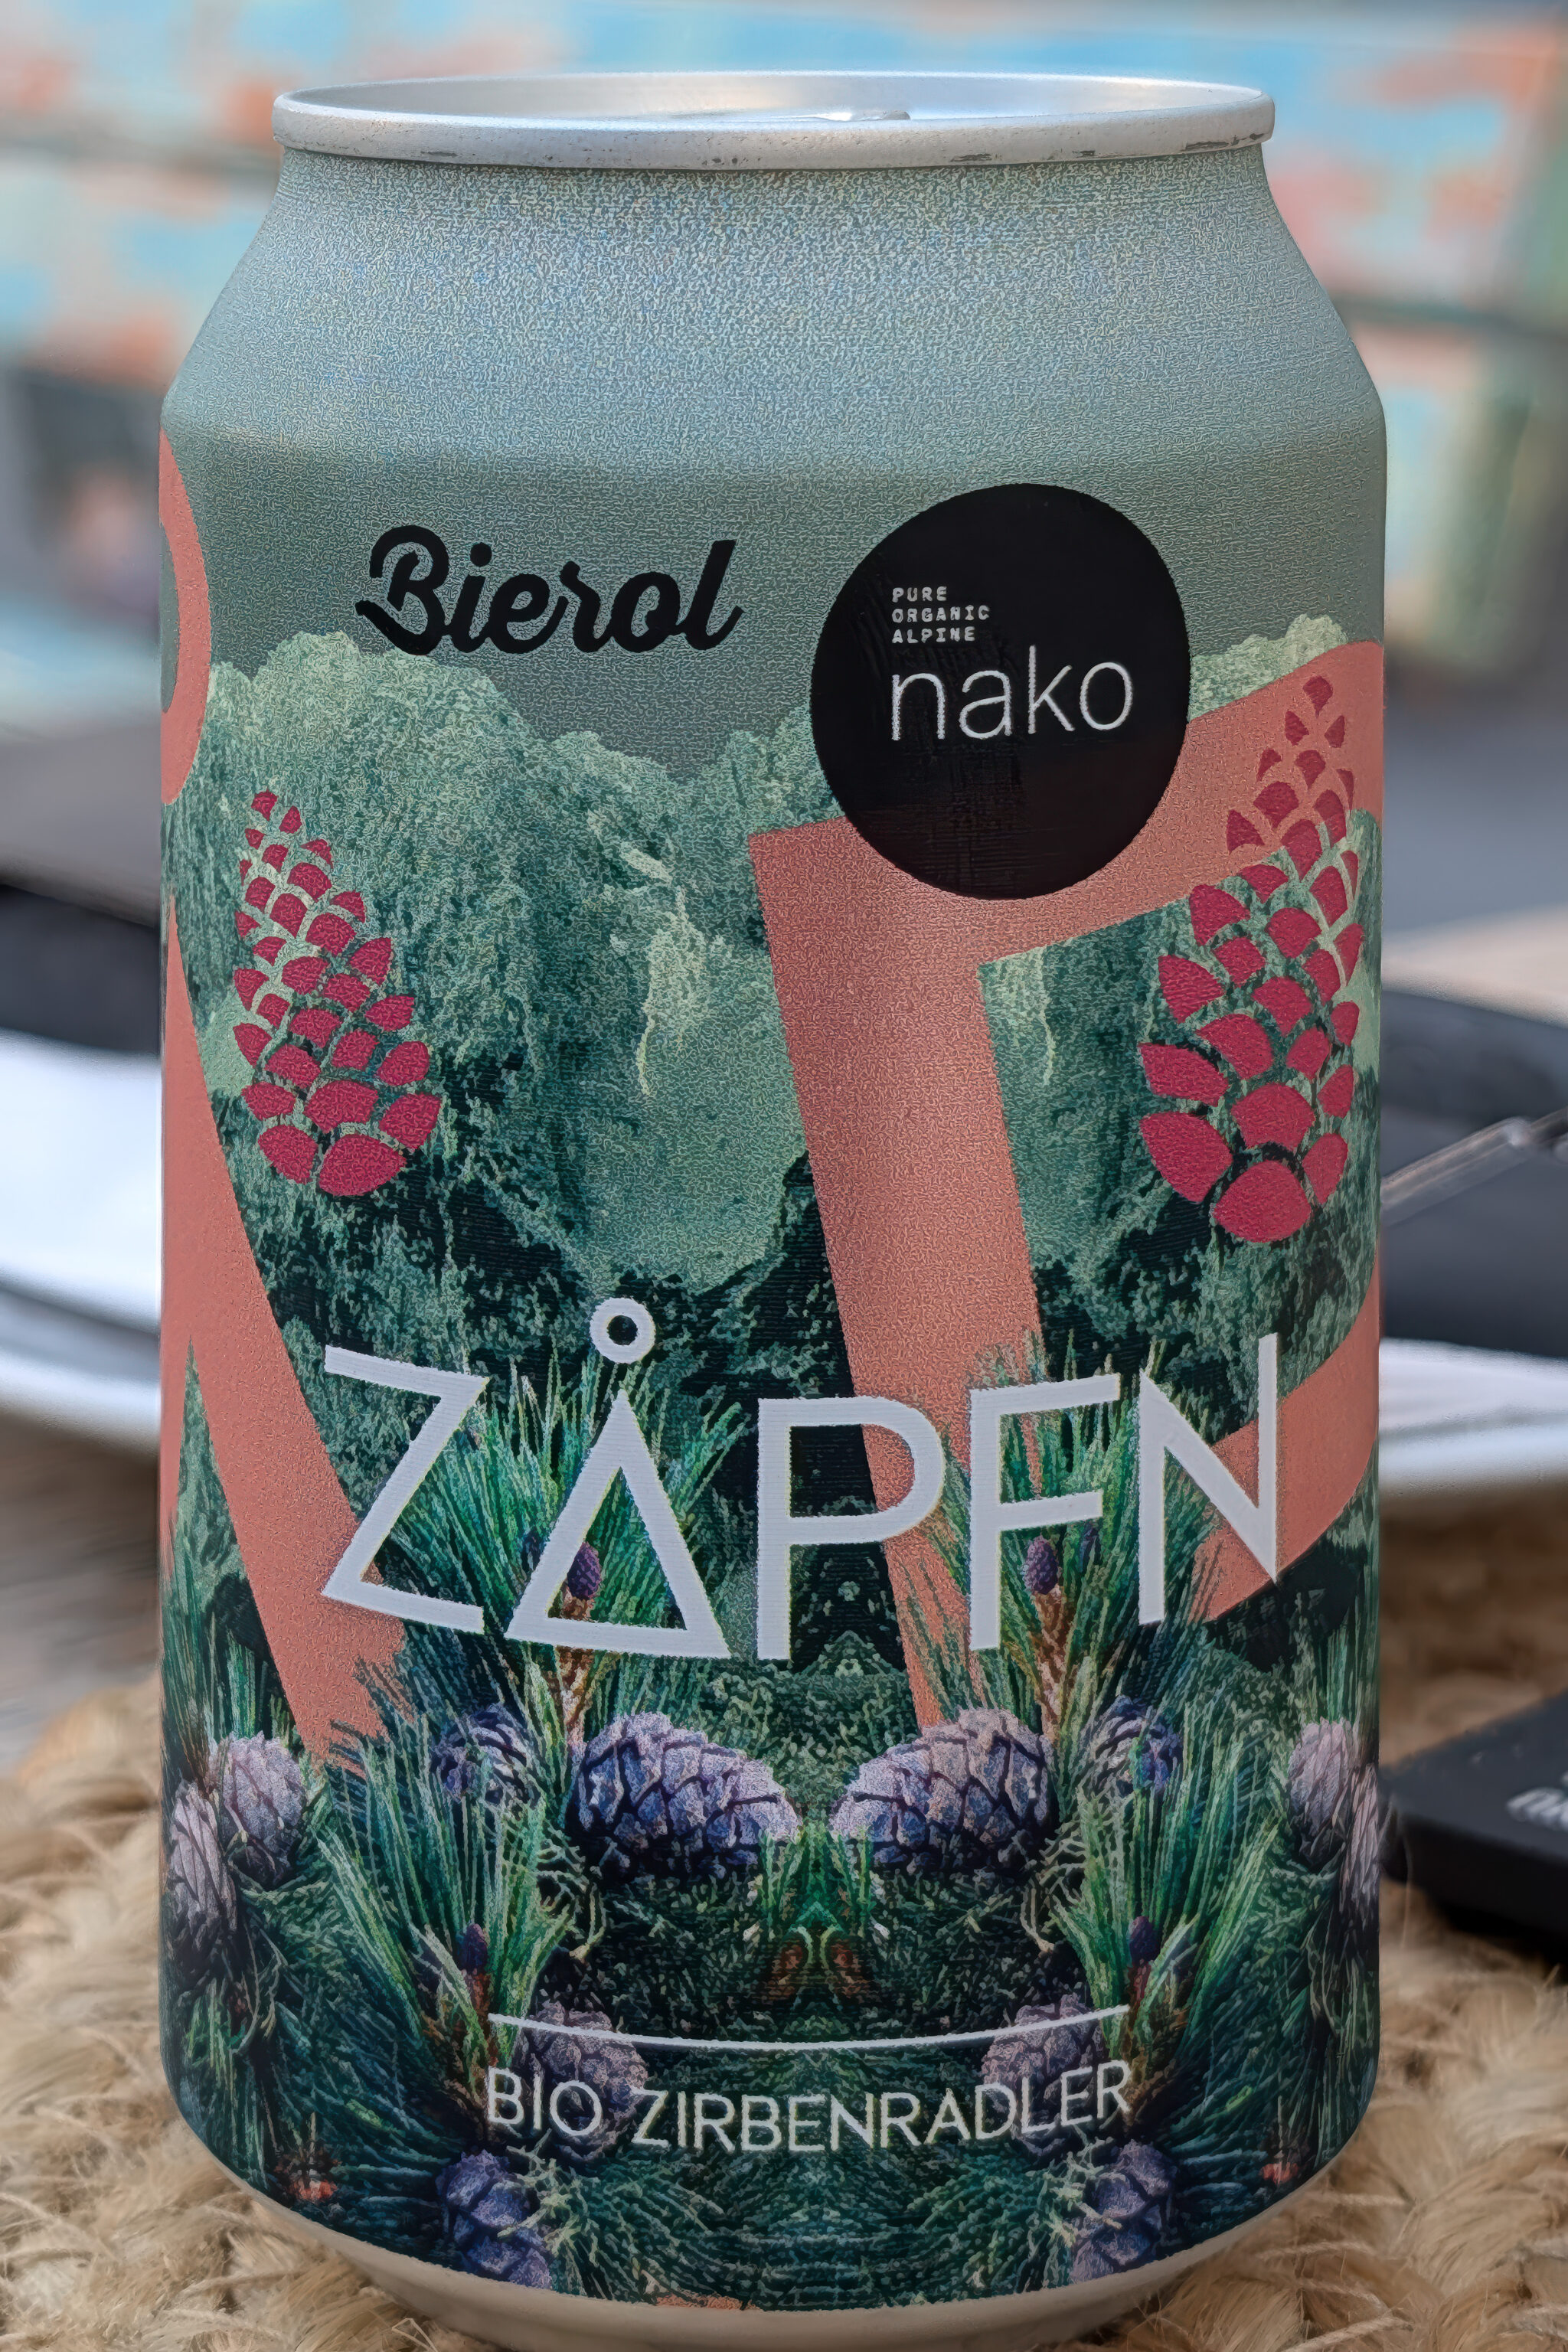 Bierol
PURE
ORGANIC
ALPINE
nako
ZÅPFN
BIO ZIRBENRADLER